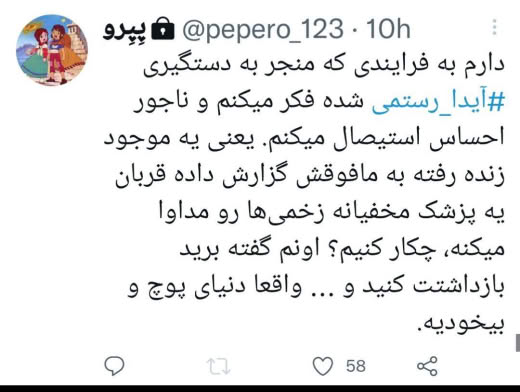 پِپِرو @pepero_123 · 10h
دارم به فرایندی که منجر به دستگیری
#آیدا_رستمی شده فکر میکنم و ناجور
احساس استیصال میکنم. یعنی یه موجود
زنده رفته به مافوقش گزارش داده قربان
یه پزشک مخفیانه زخمی‌ها رو مداوا
میکنه، چکار کنیم؟ اونم گفته برید
بازداشتت کنید و ... واقعا دنیای پوچ و
بیخودیه.
58